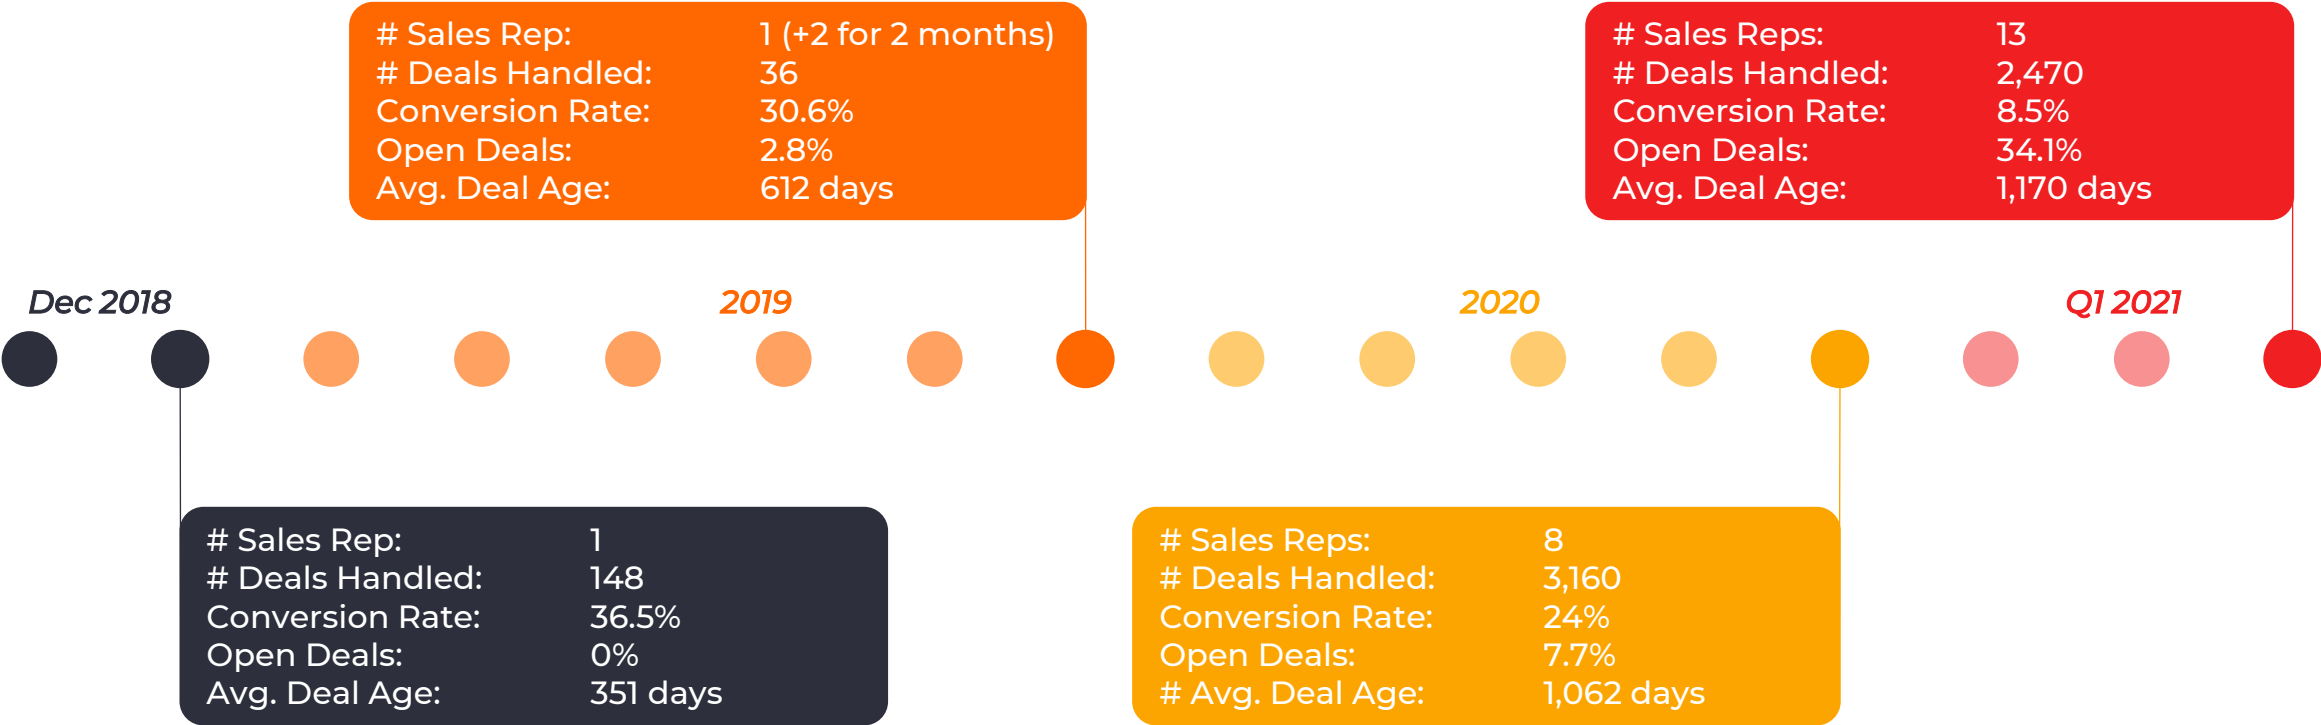 # Sales Rep: 1 (+2 for 2 months)
# Deals Handled: 36
Conversion Rate: 30.6%
Open Deals: 2.8%
Avg. Deal Age: 612 days
# Sales Reps: 13
# Deals Handled: 2,470
Conversion Rate: 8.5%
Open Deals: 34.1%
Avg. Deal Age: 1,170 days
Dec 2018
2019
2020
Q1 2021
# Sales Rep: 1
# Deals Handled: 148
Conversion Rate: 36.5%
Open Deals: 0%
Avg. Deal Age: 351 days
# Sales Reps: 8
# Deals Handled: 3,160
Conversion Rate: 24%
Open Deals: 7.7%
# Avg. Deal Age: 1,062 days